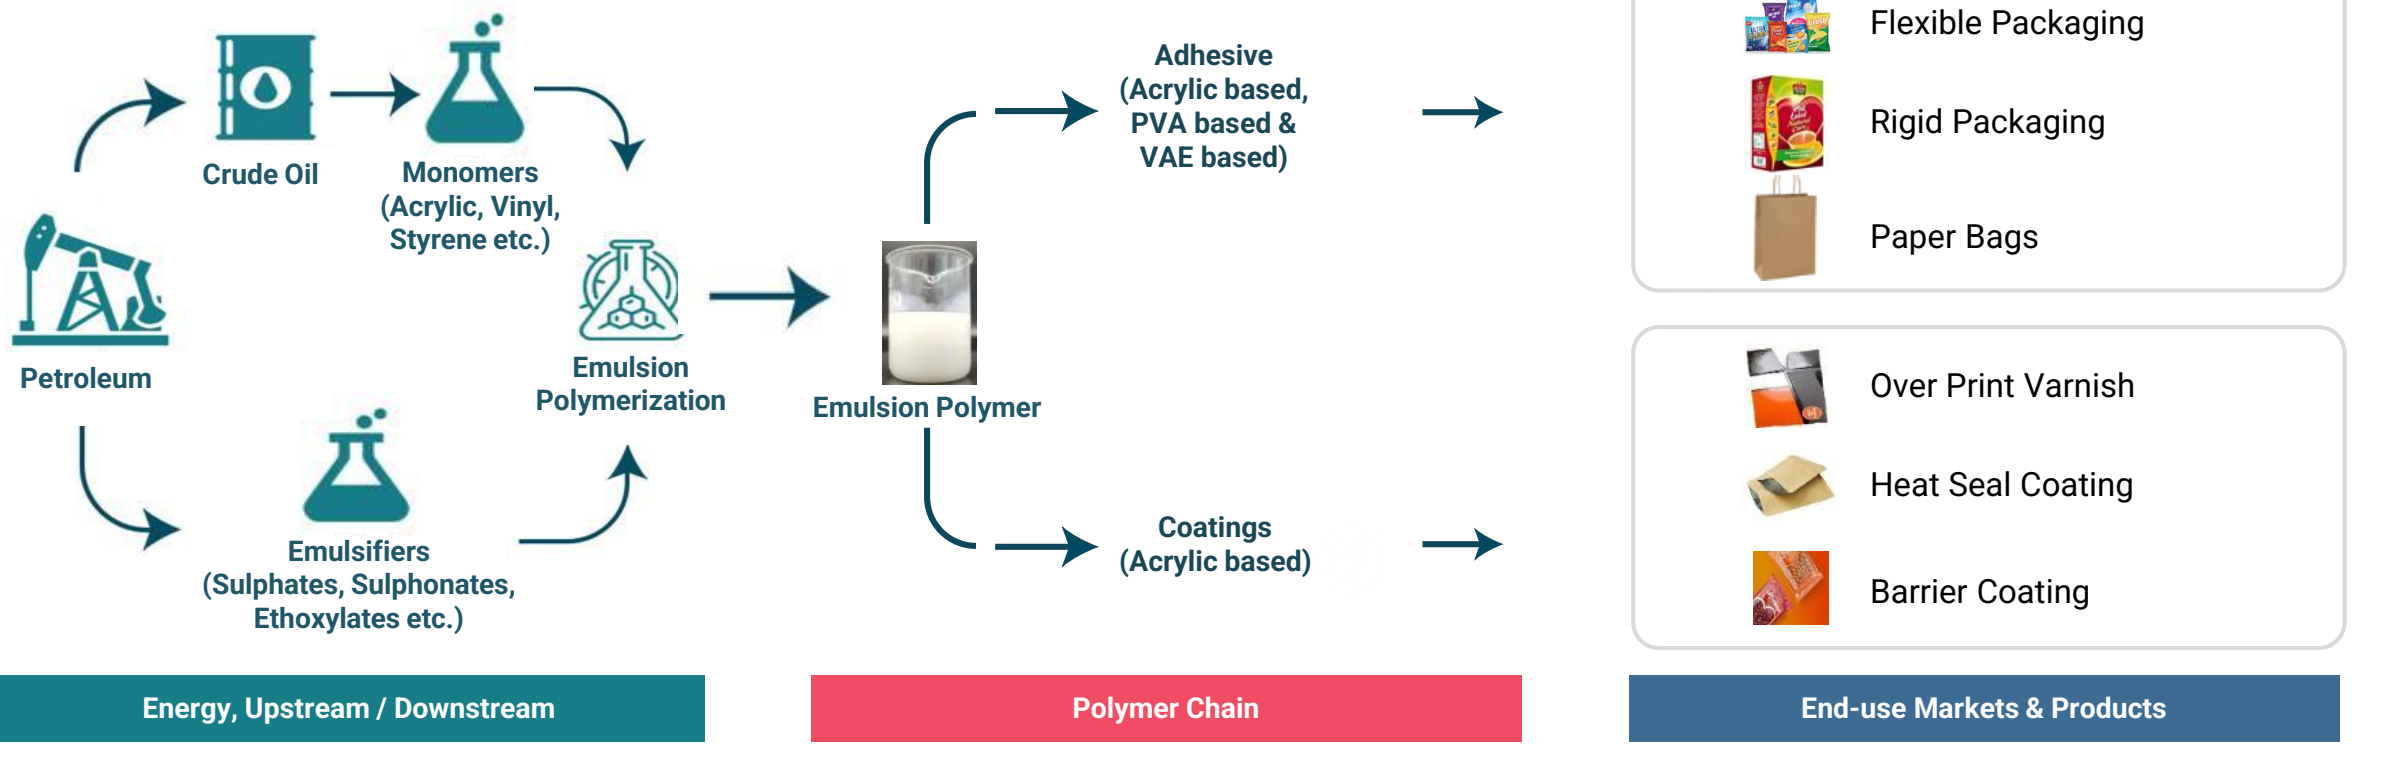 Flexible Packaging
Adhesive
(Acrylic based,
PVA based &
VAE based)
Rigid Packaging
Crude Oil
Monomers
(Acrylic, Vinyl,
Styrene etc.)
Paper Bags
Petroleum
Emulsion
Polymerization
Emulsion Polymer
Over Print Varnish
Heat Seal Coating
Coatings
(Acrylic based)
Emulsifiers
(Sulphates, Sulphonates,
Ethoxylates etc.)
Barrier Coating
Energy, Upstream / Downstream
Polymer Chain
End-use Markets & Products